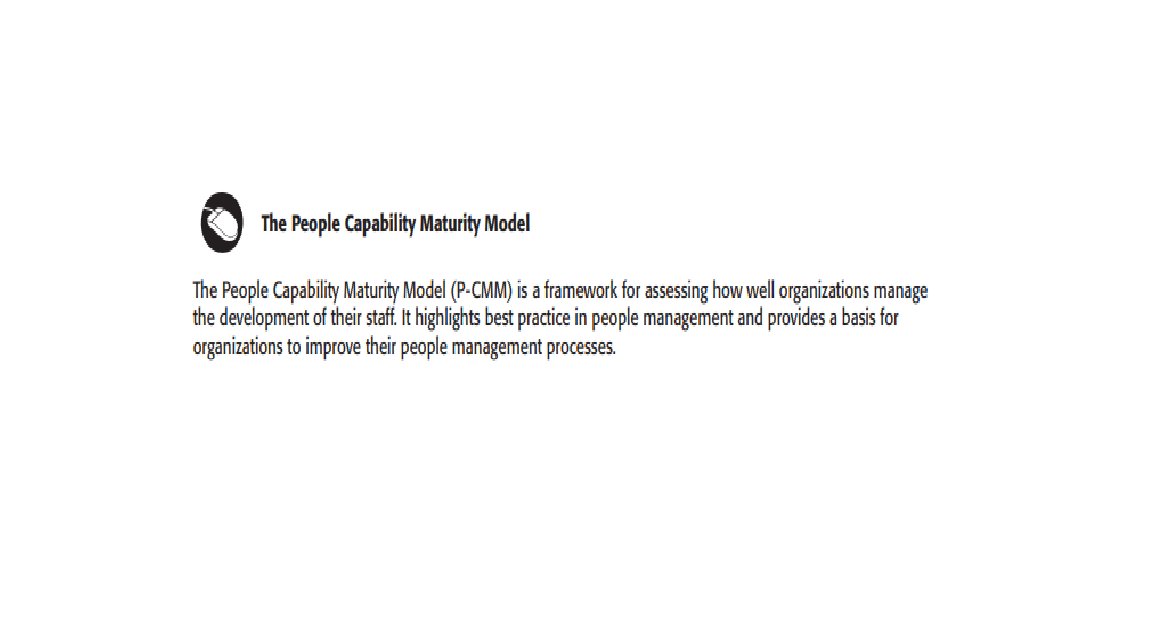 The People Capability Maturity Model
The People Capability Maturity Model (P-CMM) is a framework for assessing how well organizations manage
the development of their staff. It highlights best practice in people management and provides a basis for
organizations to improve their people management processes.